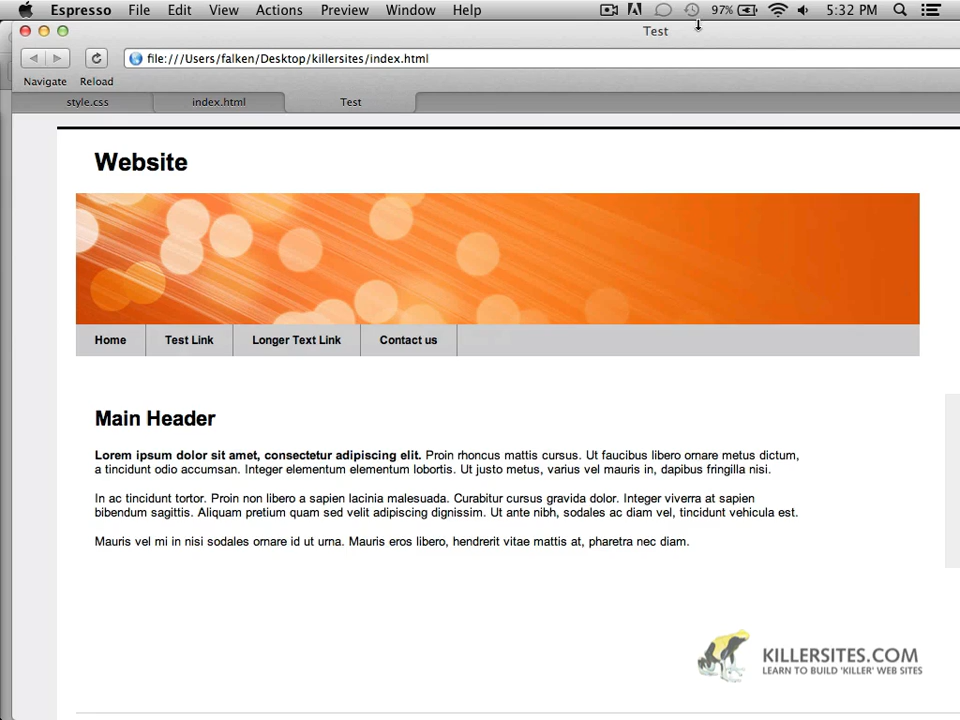 Espresso File Edit View Actions Preview Window Help 97% 5:32 PM
Test
file:///Users/falken/Desktop/killersites/index.html
Navigate Reload
style.css index.html Test
Website
Home Test Link Longer Text Link Contact us
Main Header
Lorem ipsum dolor sit amet, consectetur adipiscing elit. Proin rhoncus mattis cursus. Ut faucibus libero ornare metus dictum,
a tincidunt odio accumsan. Integer elementum elementum lobortis. Ut justo metus, varius vel mauris in, dapibus fringilla nisi.
In ac tincidunt tortor. Proin non libero a sapien lacinia malesuada. Curabitur cursus gravida dolor. Integer viverra at sapien
bibendum sagittis. Aliquam pretium quam sed velit adipiscing dignissim. Ut ante nibh, sodales ac diam vel, tincidunt vehicula est.
Mauris vel mi in nisi sodales ornare id ut urna. Mauris eros libero, hendrerit vitae mattis at, pharetra nec diam.
KILLERSITES.COM
LEARN TO BUILD 'KILLER' WEB SITES